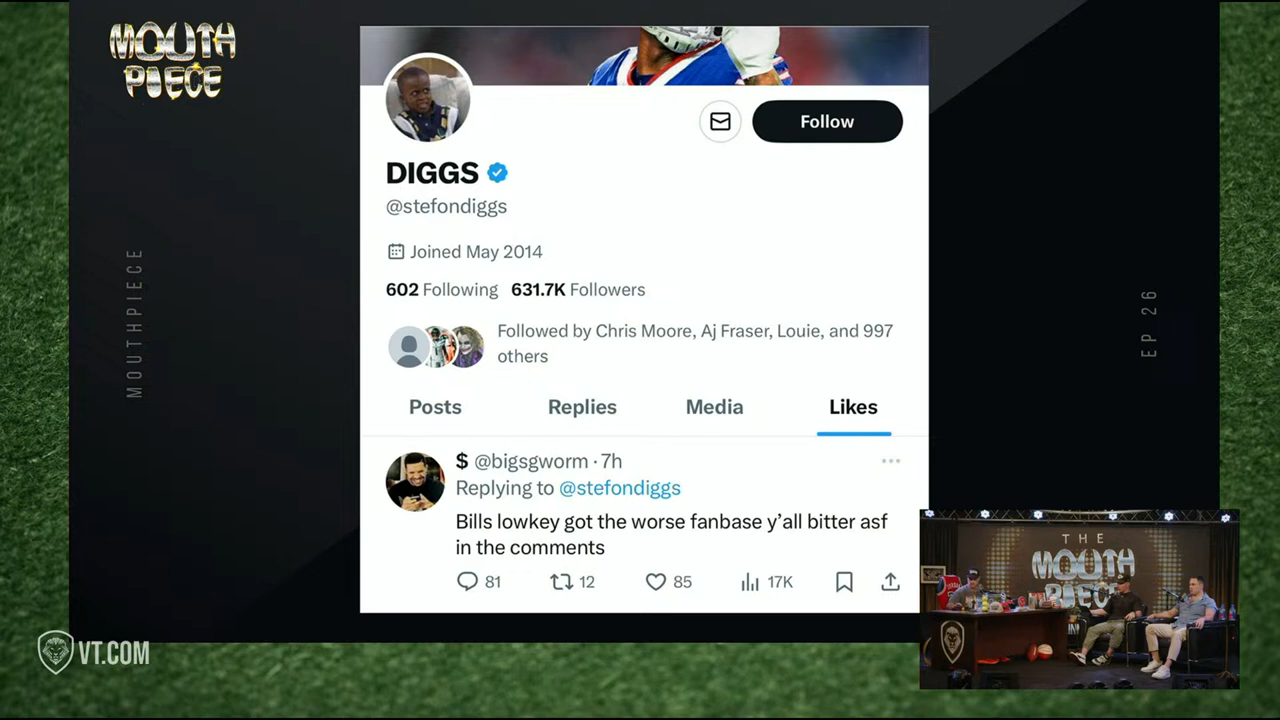 MOUTH
PIECE
Follow
DIGGS
@stefondiggs
Joined May 2014
602 Following 631.7K Followers
Followed by Chris Moore, Aj Fraser, Louie, and 997
others
Posts Replies Media Likes
$ @bigsgworm · 7h
Replying to @stefondiggs
Bills lowkey got the worse fanbase y'all bitter asf
in the comments
81 12 85 17K
MOUTHPIECE
EP 26
THE
MOUTH
PIECE
VT.COM